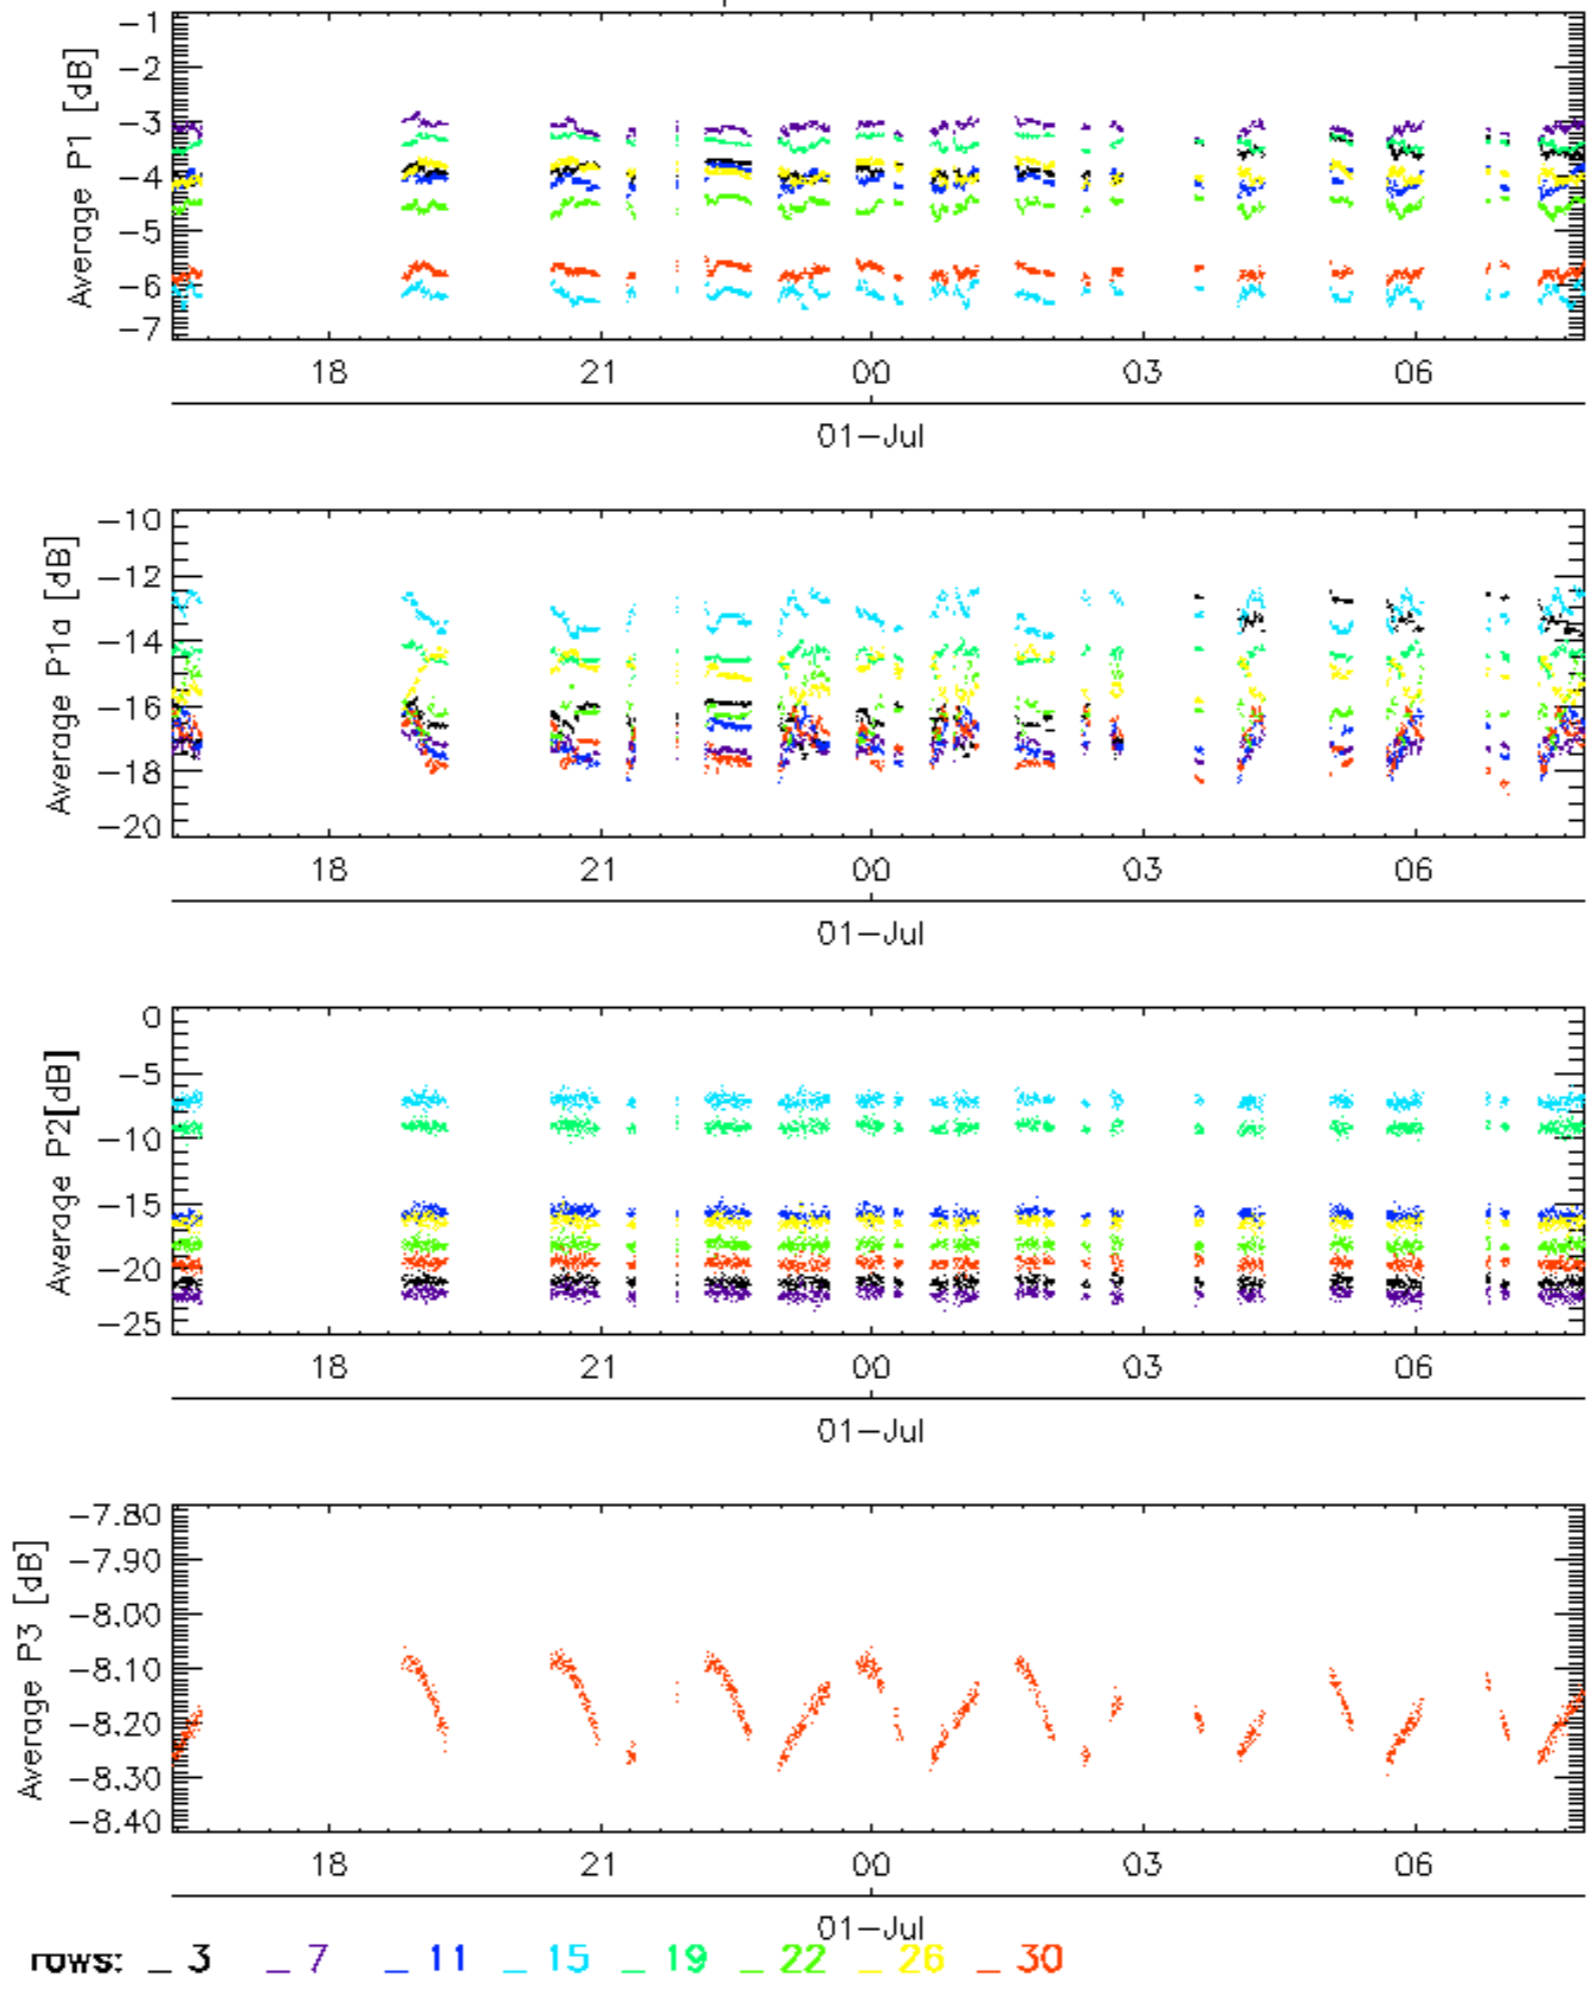 Average P1 [dB]
-1
-2
-3
-4
-5
-6
-7
18 21 00 03 06
01-Jul
Average P1a [dB]
-10
-12
-14
-16
-18
-20
18 21 00 03 06
01-Jul
Average P2[dB]
0
-5
-10
-15
-20
-25
18 21 00 03 06
01-Jul
Average P3 [dB]
-7.80
-7.90
-8.00
-8.10
-8.20
-8.30
-8.40
18 21 00 03 06
01-Jul
rows: _ 3 _ 7 _ 11 _ 15 _ 19 _ 22 _ 26 _ 30